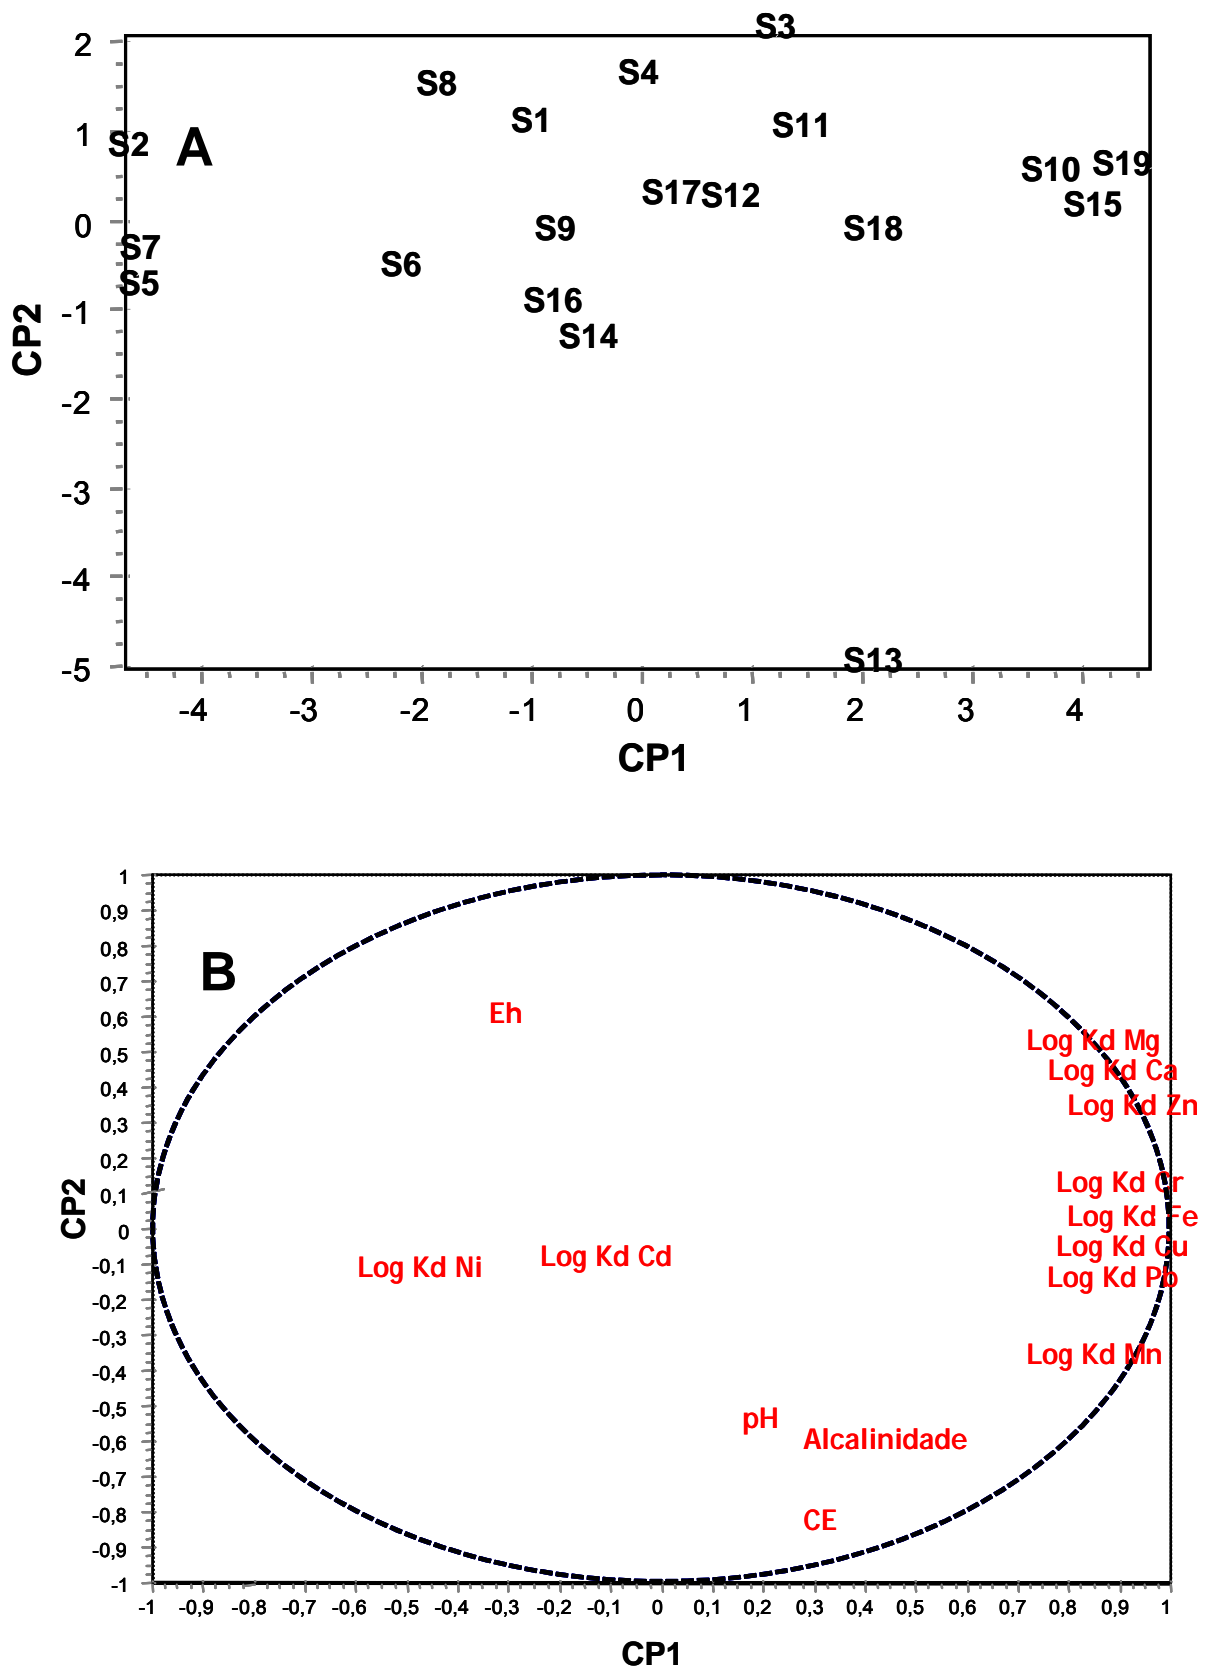 S3
2
S4
S8
S1
S11
1
S2
A
S10
S19
S17
S12
S15
0
S9
S18
S7
S6
S5
S16
-1
S14
CP2
-2
-3
-4
S13
-5
-4 -3 -2 -1 0 1 2 3 4
CP1
1
0,9
B
0,8
0,7
Eh
0,6
Log Kd Mg
0,5
Log Kd Ca
0,4
Log Kd Zn
0,3
0,2
Log Kd Cr
0,1
Log Kd Fe
CP2
0
Log Kd Cu
Log Kd Cd
Log Kd Ni
-0,1
Log Kd Pb
-0,2
-0,3
Log Kd Mn
-0,4
pH
-0,5
Alcalinidade
-0,6
-0,7
CE
-0,8
-0,9
-1
-1 -0,9 -0,8 -0,7 -0,6 -0,5 -0,4 -0,3 -0,2 -0,1 0 0,1 0,2 0,3 0,4 0,5 0,6 0,7 0,8 0,9 1
CP1